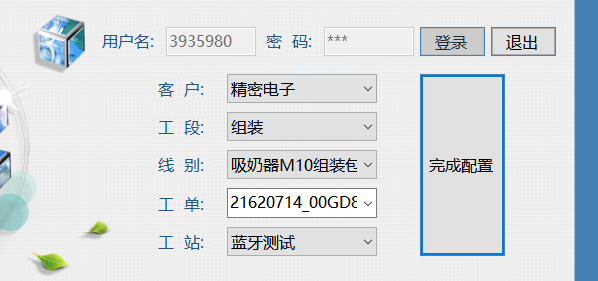 用户名: 3935980 密 码: *** 登录 退出
客 户: 精密电子
工 段: 组装
线 别: 吸奶器M10组装包 完成配置
工 单: 21620714_00GD8
工 站: 蓝牙测试